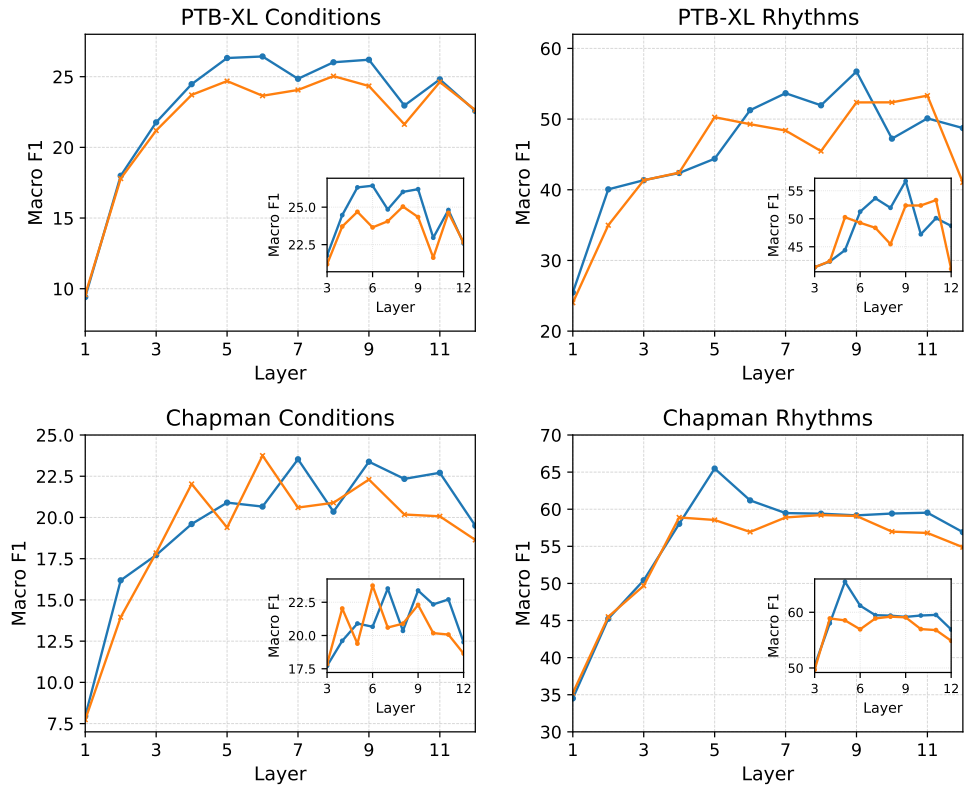 PTB-XL Conditions
Macro F1
25
20
15
10
1 3 5 7 9 11
Layer
Macro F1
25.0
22.5
3 6 9 12
Layer
PTB-XL Rhythms
Macro F1
60
50
40
30
20
1 3 5 7 9 11
Layer
Macro F1
55
50
45
3 6 9 12
Layer
Chapman Conditions
Macro F1
25.0
22.5
20.0
17.5
15.0
12.5
10.0
7.5
1 3 5 7 9 11
Layer
Macro F1
22.5
20.0
17.5
3 6 9 12
Layer
Chapman Rhythms
Macro F1
70
65
60
55
50
45
40
35
30
1 3 5 7 9 11
Layer
Macro F1
60
50
3 6 9 12
Layer